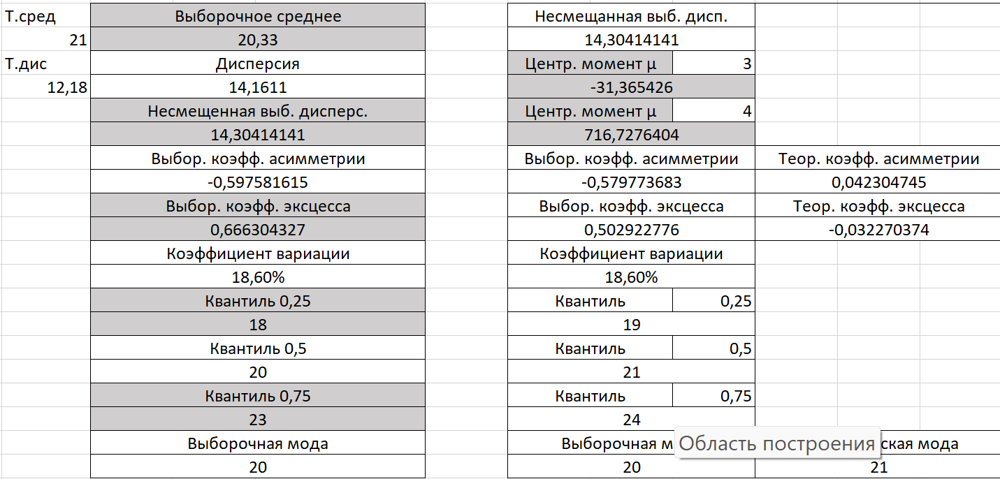 Т.сред Выборочное среднее Несмещанная выб. дисп.
21 20,33 14,30414141
Т.дис Дисперсия Центр. момент μ 3
12,18 14,1611 -31,365426
Несмещенная выб. дисперс. Центр. момент μ 4
14,30414141 716,7276404
Выбор. коэфф. асимметрии Выбор. коэфф. асимметрии Теор. коэфф. асимметрии
-0,597581615 -0,579773683 0,042304745
Выбор. коэфф. эксцесса Выбор. коэфф. эксцесса Теор. коэфф. эксцесса
0,666304327 0,502922776 -0,032270374
Коэффициент вариации Коэффициент вариации
18,60% 18,60%
Квантиль 0,25 Квантиль 0,25
18 19
Квантиль 0,5 Квантиль 0,5
20 21
Квантиль 0,75 Квантиль 0,75
23 24
Выборочная мода Выборочная м Область построения ская мода
20 20 21